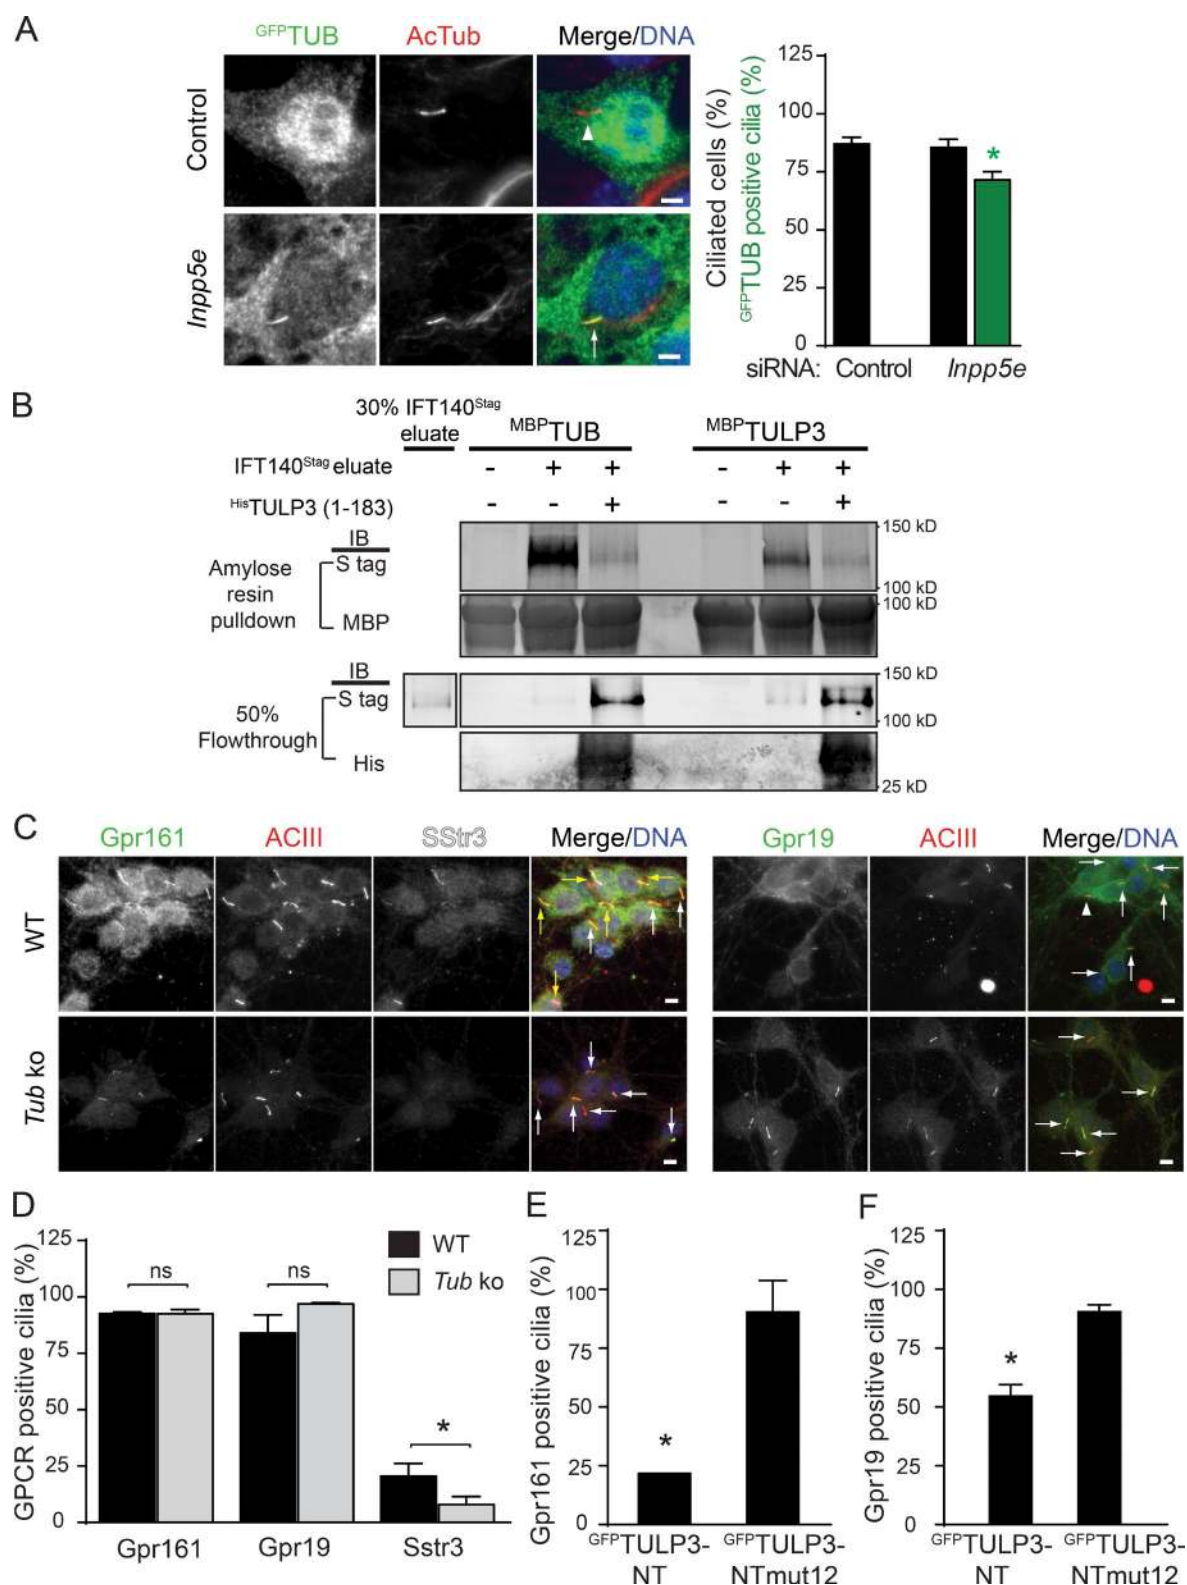 A
GFPTUB AcTub Merge/DNA
Control
Inpp5e
Ciliated cells (%)
GFPTUB positive cilia (%)
125
100
75
50
25
0
*
siRNA: Control Inpp5e
B
30% IFT140Stag
eluate
MBPTUB MBPTULP3
IFT140Stag eluate - + + - + +
HisTULP3 (1-183) - - + - - +
Amylose
resin
pulldown
IB
S tag
MBP
150 kD
100 kD
100 kD
50%
Flowthrough
IB
S tag
His
150 kD
100 kD
25 kD
C
Gpr161 ACIII SStr3 Merge/DNA Gpr19 ACIII Merge/DNA
WT
Tub ko
D
GPCR positive cilia (%)
125
100
75
50
25
0
ns ns *
WT
Tub ko
Gpr161 Gpr19 Sstr3
E
Gpr161 positive cilia (%)
125
100
75
50
25
0
*
GFPTULP3-
NT
GFPTULP3-
NTmut12
F
Gpr19 positive cilia (%)
125
100
75
50
25
0
*
GFPTULP3-
NT
GFPTULP3-
NTmut12